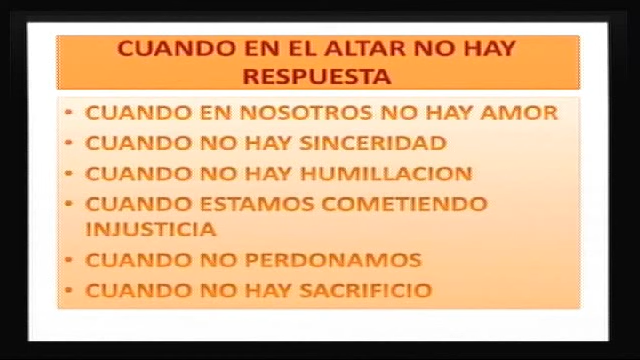 CUANDO EN EL ALTAR NO HAY
RESPUESTA
• CUANDO EN NOSOTROS NO HAY AMOR
• CUANDO NO HAY SINCERIDAD
• CUANDO NO HAY HUMILLACION
• CUANDO ESTAMOS COMETIENDO
INJUSTICIA
• CUANDO NO PERDONAMOS
• CUANDO NO HAY SACRIFICIO